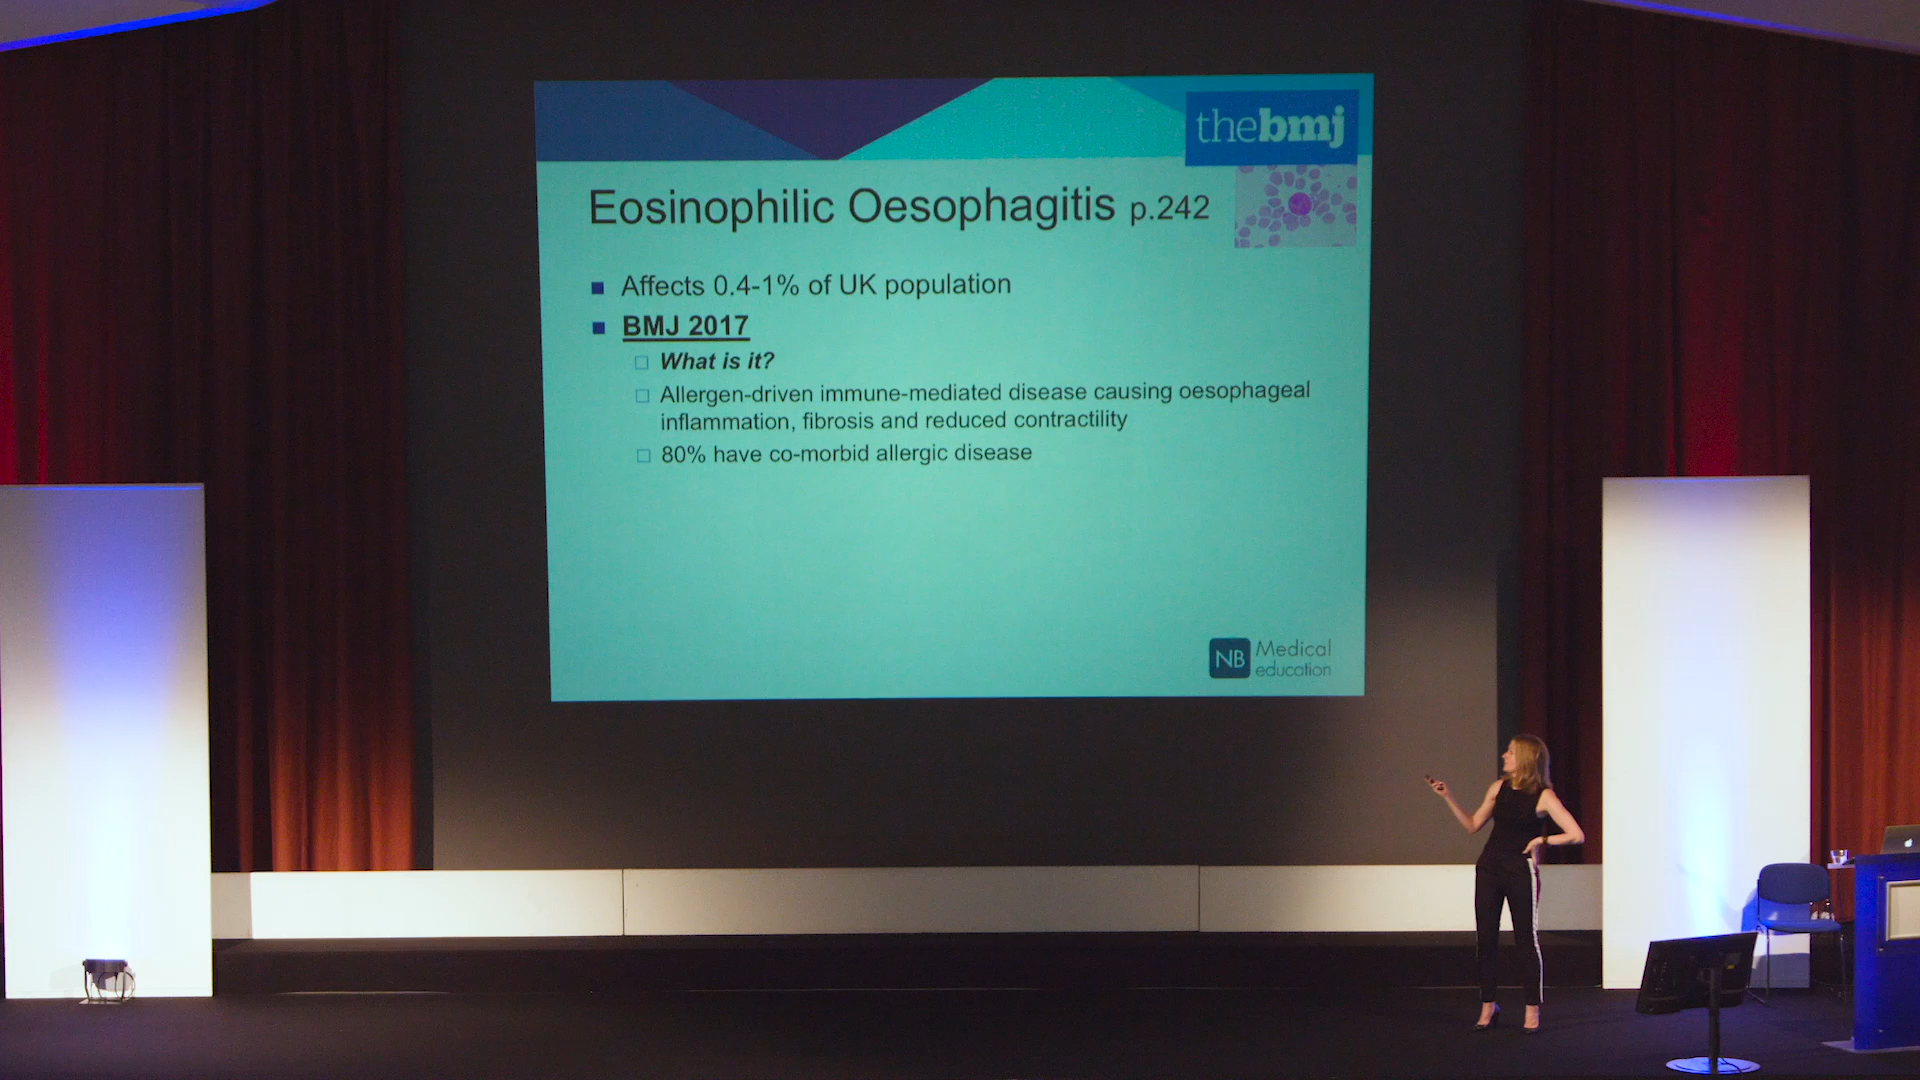 thebmj
Eosinophilic Oesophagitis p.242
Affects 0.4-1% of UK population
BMJ 2017
What is it?
Allergen-driven immune-mediated disease causing oesophageal
inflammation, fibrosis and reduced contractility
80% have co-morbid allergic disease
NB Medical
education